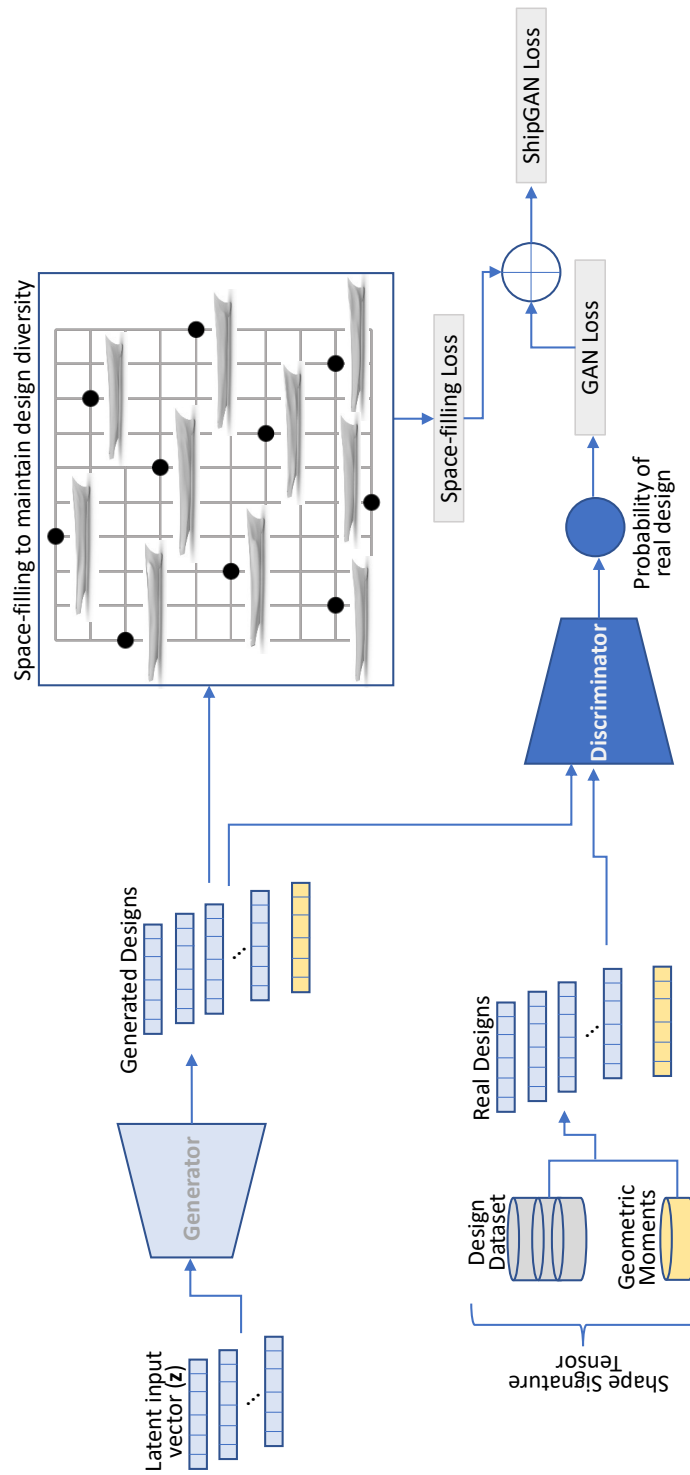 Space-filling to maintain design diversity
Latent input
vector (z)
Generator
Generated Designs
Space-filling Loss
ShipGAN Loss
Shape Signature
Tensor
Design
Dataset
Geometric
Moments
Real Designs
Discriminator
Probability of
real design
GAN Loss